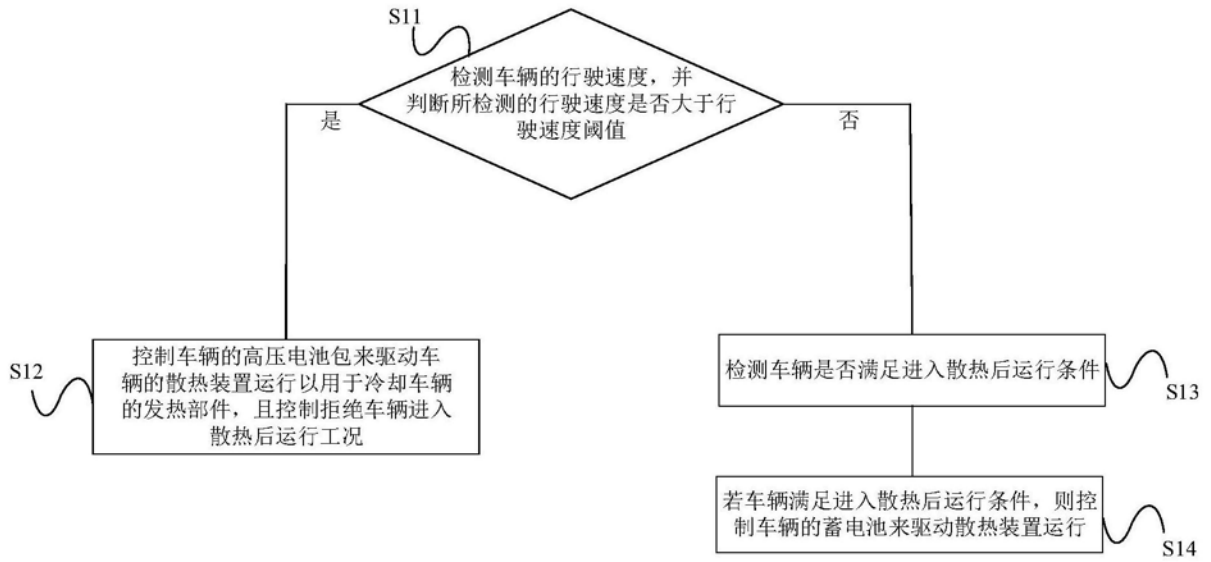 S11
检测车辆的行驶速度，并
判断所检测的行驶速度是否大于行
驶速度阈值
是
否
S12
控制车辆的高压电池包来驱动车
辆的散热装置运行以用于冷却车辆
的发热部件，且控制拒绝车辆进入
散热后运行工况
检测车辆是否满足进入散热后运行条件
S13
若车辆满足进入散热后运行条件，则控
制车辆的蓄电池来驱动散热装置运行
S14